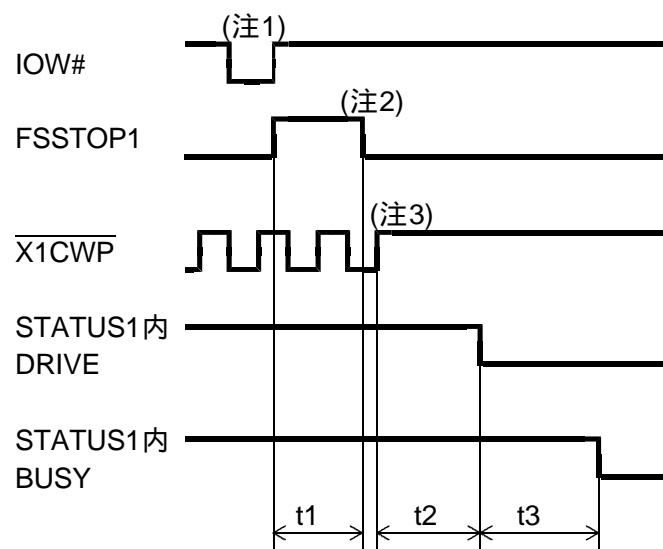 (注1)
IOW#
(注2)
FSSTOP1
(注3)
X1CWP
STATUS1内
DRIVE
STATUS1内
BUSY
t1
t2
t3